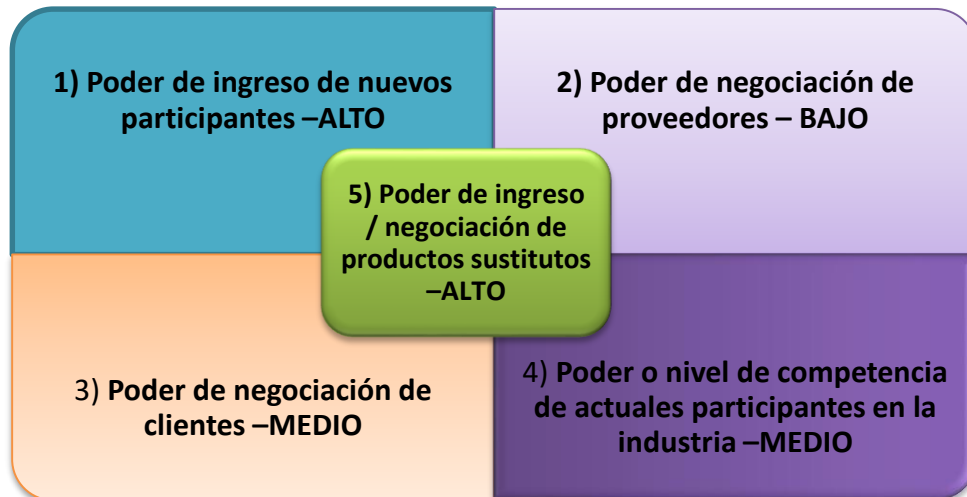 1) Poder de ingreso de nuevos
participantes –ALTO
2) Poder de negociación de
proveedores – BAJO
5) Poder de ingreso
/ negociación de
productos sustitutos
–ALTO
3) Poder de negociación de
clientes –MEDIO
4) Poder o nivel de competencia
de actuales participantes en la
industria –MEDIO